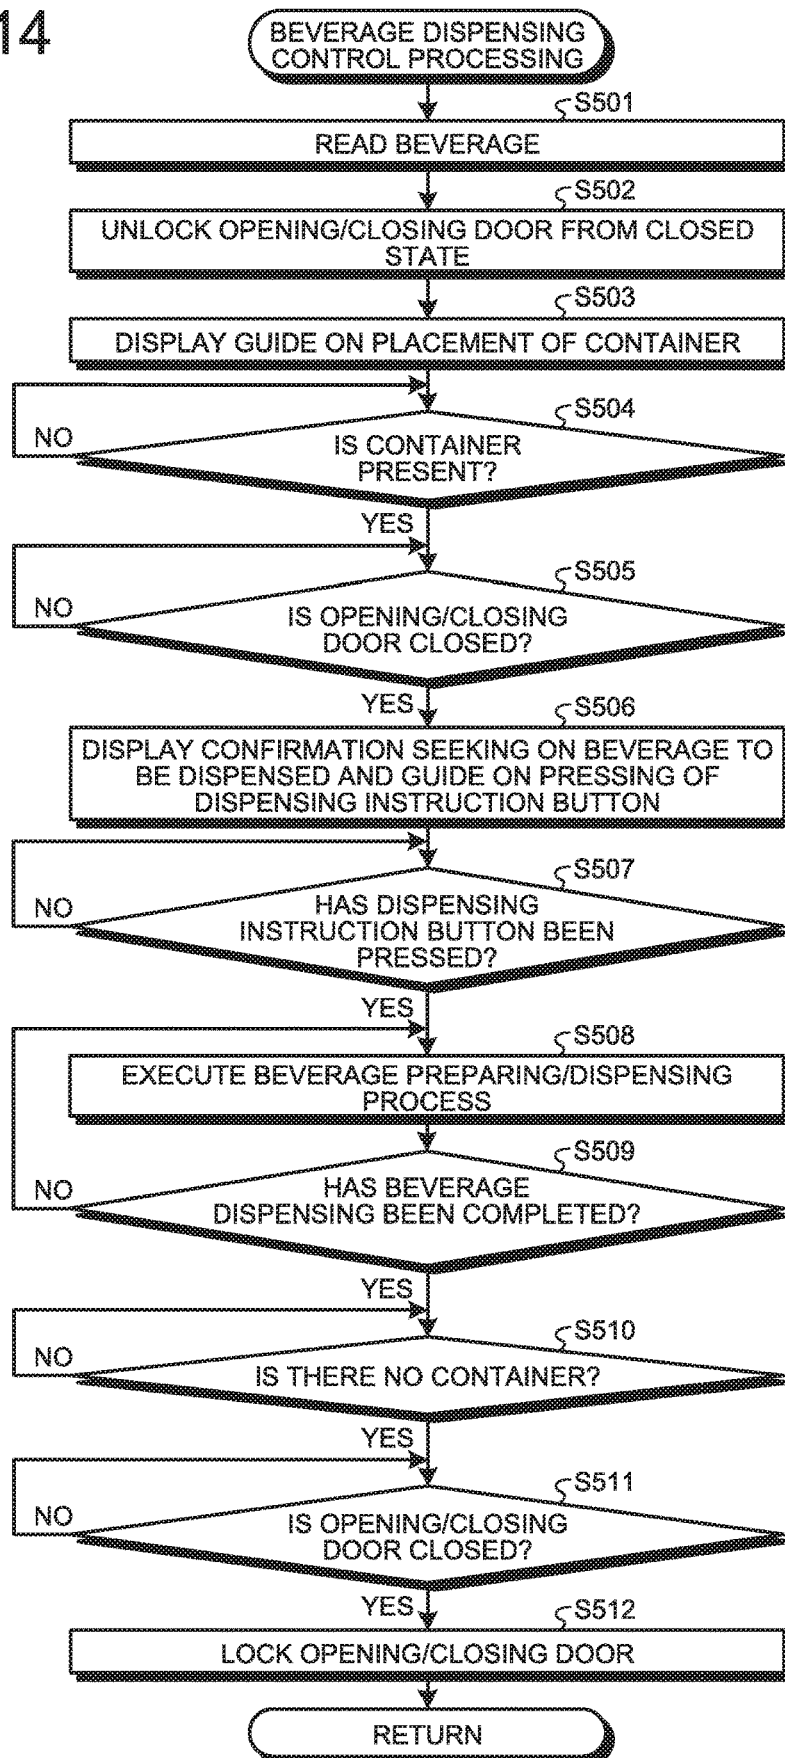 14
BEVERAGE DISPENSING
CONTROL PROCESSING
S501
READ BEVERAGE
S502
UNLOCK OPENING/CLOSING DOOR FROM CLOSED
STATE
S503
DISPLAY GUIDE ON PLACEMENT OF CONTAINER
S504
NO
IS CONTAINER
PRESENT?
YES
S505
NO
IS OPENING/CLOSING
DOOR CLOSED?
YES
S506
DISPLAY CONFIRMATION SEEKING ON BEVERAGE TO
BE DISPENSED AND GUIDE ON PRESSING OF
DISPENSING INSTRUCTION BUTTON
S507
NO
HAS DISPENSING
INSTRUCTION BUTTON BEEN
PRESSED?
YES
S508
EXECUTE BEVERAGE PREPARING/DISPENSING
PROCESS
S509
NO
HAS BEVERAGE
DISPENSING BEEN COMPLETED?
YES
S510
NO
IS THERE NO CONTAINER?
YES
S511
NO
IS OPENING/CLOSING
DOOR CLOSED?
YES
S512
LOCK OPENING/CLOSING DOOR
RETURN